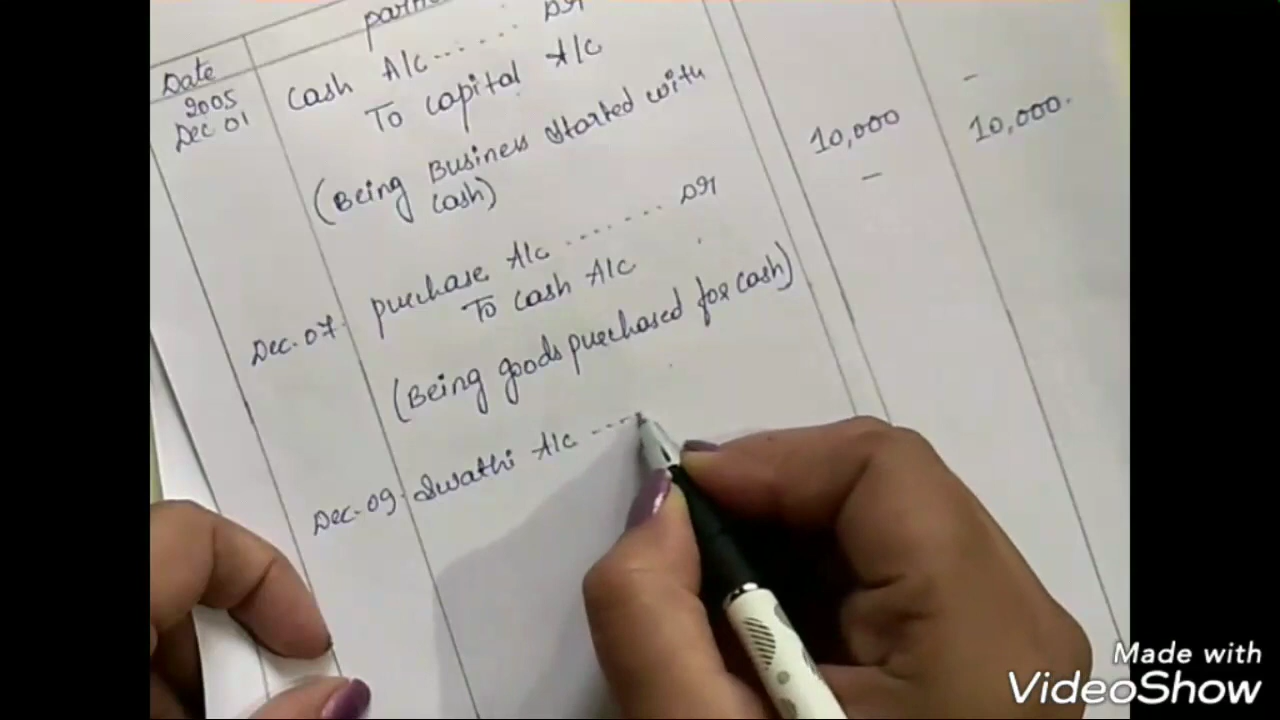 Date
2005
Dec 01
Cash A/c...... Dr
To Capital A/c
(Being Business started with
cash)
10,000
-
-
10,000.
Dec-07. purchase A/c ........ Dr
To cash A/c
(Being goods purchased for cash)
Dec-09. Swathi A/c ----
Made with
VideoShow